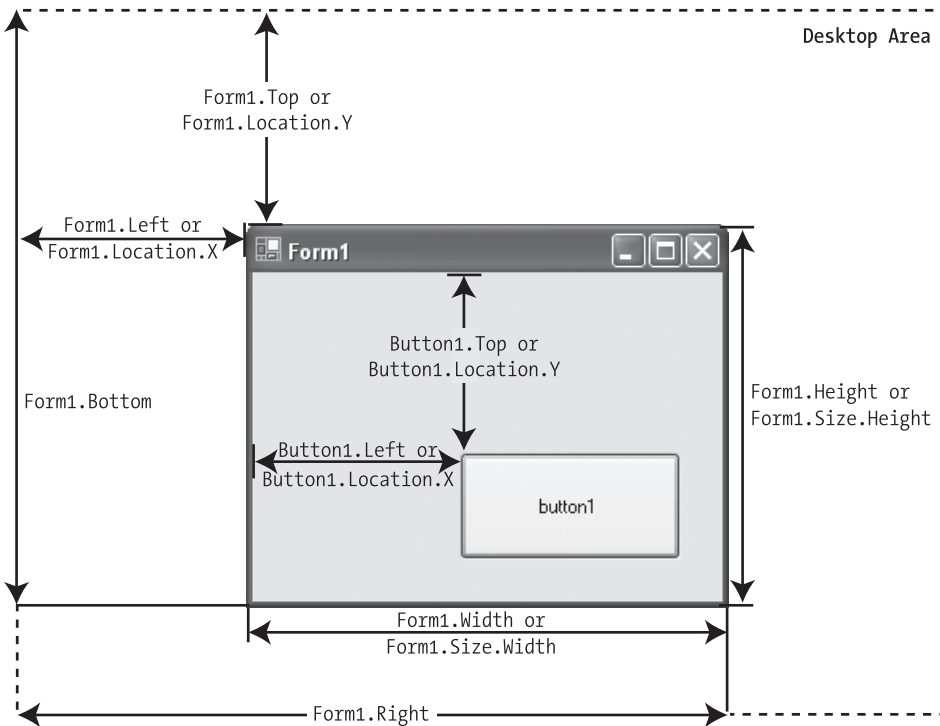 Desktop Area
Form1.Top or
Form1.Location.Y
Form1.Left or
Form1.Location.X
Form1
Button1.Top or
Button1.Location.Y
Form1.Bottom
Form1.Height or
Form1.Size.Height
Button1.Left or
Button1.Location.X
button1
Form1.Width or
Form1.Size.Width
Form1.Right